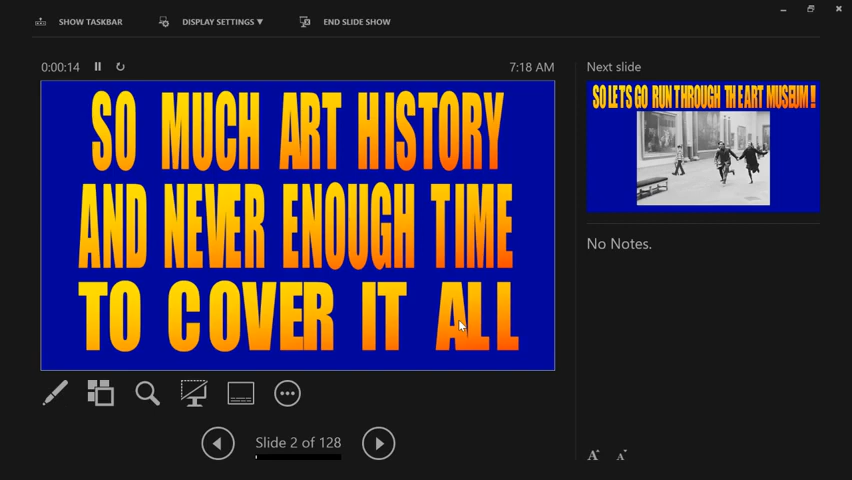 SHOW TASKBAR
DISPLAY SETTINGS ▼
END SLIDE SHOW
0:00:14
7:18 AM
SO MUCH ART HISTORY
AND NEVER ENOUGH TIME
TO COVER IT ALL
Slide 2 of 128
Next slide
SO LETS GO RUN THROUGH THE ART MUSEUM !
No Notes.
A
A